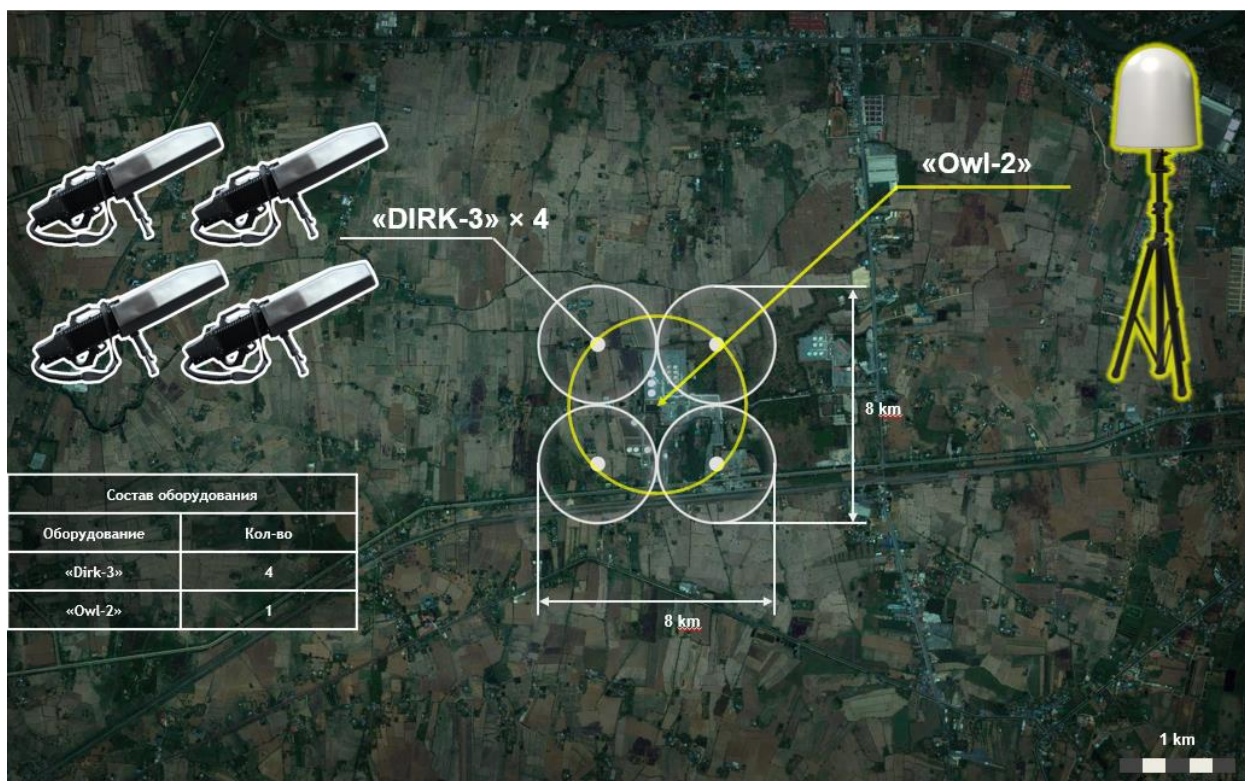 «Owl-2»
«DIRK-3» × 4
8 km
Состав оборудования
Оборудование Кол-во
«Dirk-3» 4
«Owl-2» 1
8 km
1 km